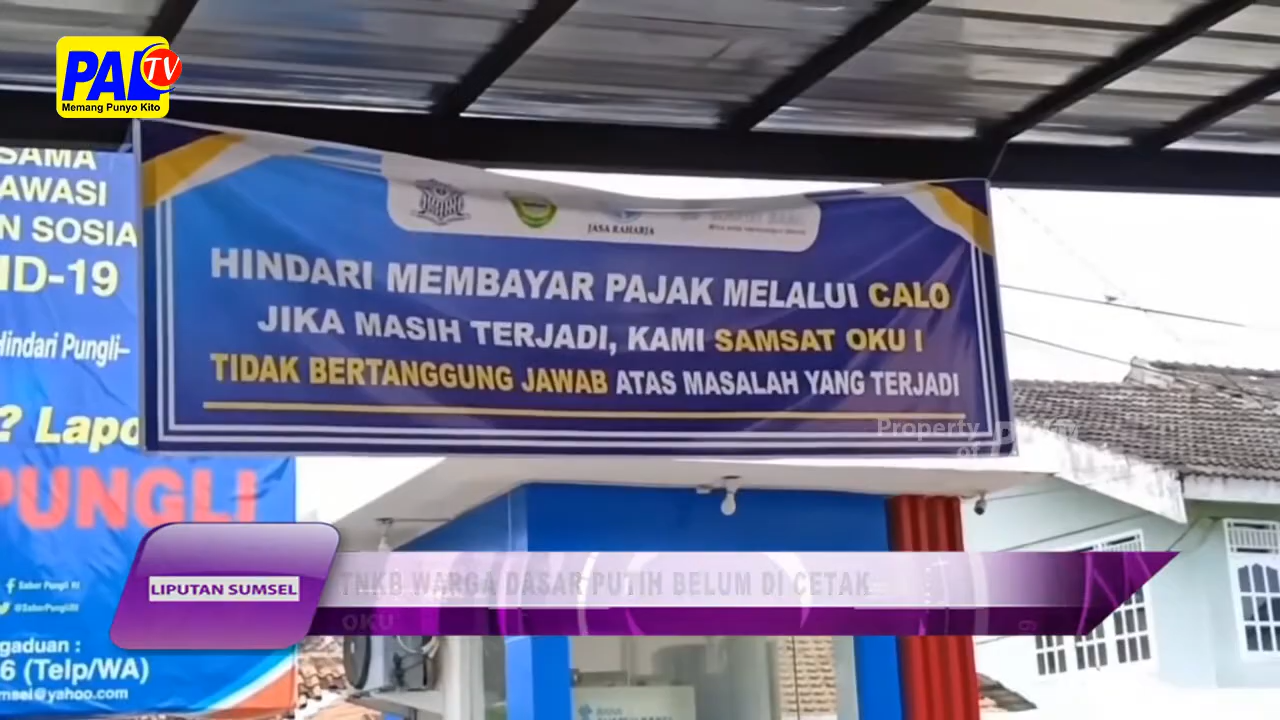 PAL TV
Memang Punyo Kito
SAMA
AWASI
N SOSIA
ID-19
Hindari Pungli–
? Lapo
PUNGLI
Saber Pungli RI
@SaberPungliRI
gaduan :
6 (Telp/WA)
msel@yahoo.com
JASA RAHARJA
HINDARI MEMBAYAR PAJAK MELALUI CALO
JIKA MASIH TERJADI, KAMI SAMSAT OKU I
TIDAK BERTANGGUNG JAWAB ATAS MASALAH YANG TERJADI
Property
of
LIPUTAN SUMSEL
TNKB WARGA DASAR PUTIH BELUM DI CETAK
OKU